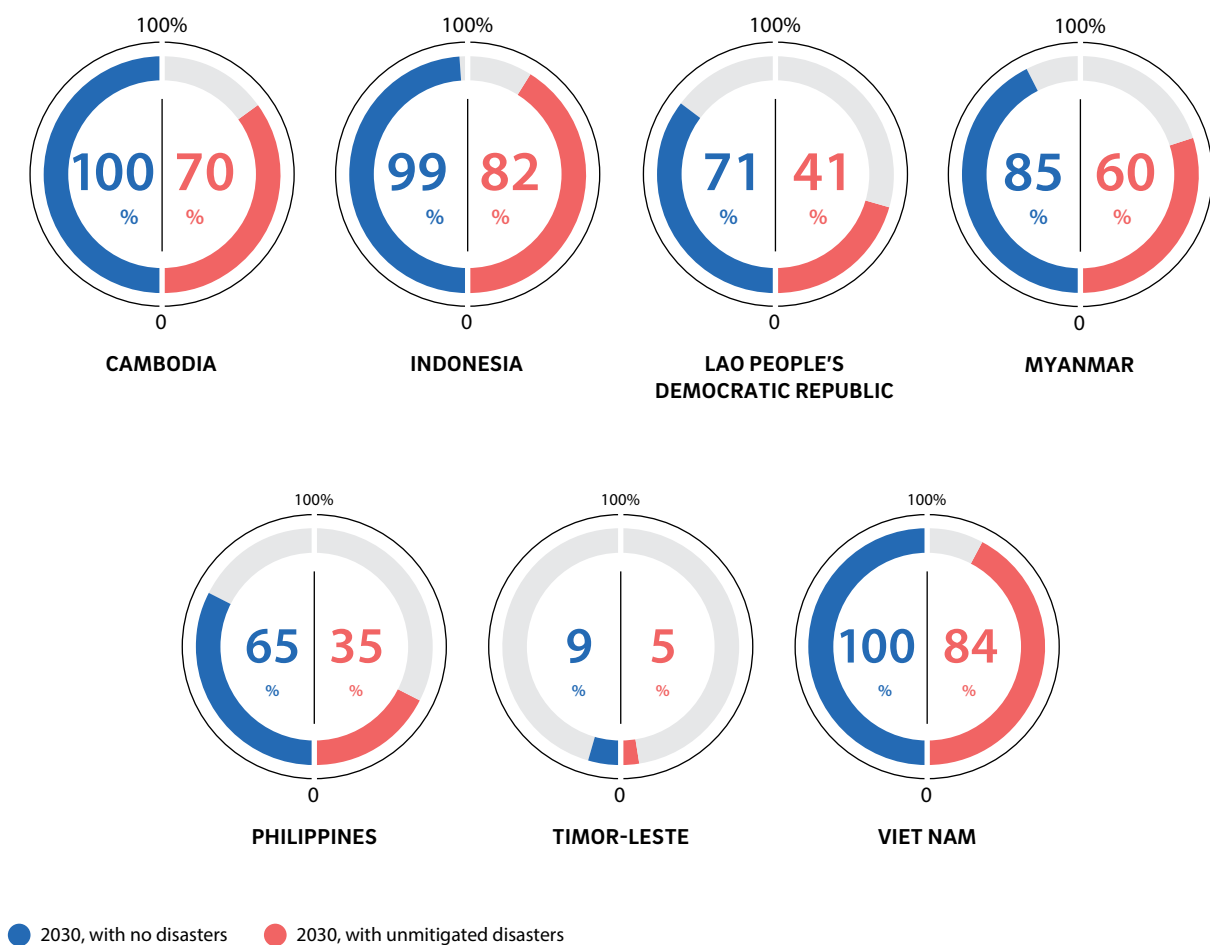 100% 100% 100% 100%
100 70 99 82 71 41 85 60
% % % % % % % %
0 0 0 0
CAMBODIA INDONESIA LAO PEOPLE'S MYANMAR
DEMOCRATIC REPUBLIC
100% 100% 100%
65 35 9 5 100 84
% % % % % %
0 0 0
PHILIPPINES TIMOR-LESTE VIET NAM
2030, with no disasters 2030, with unmitigated disasters